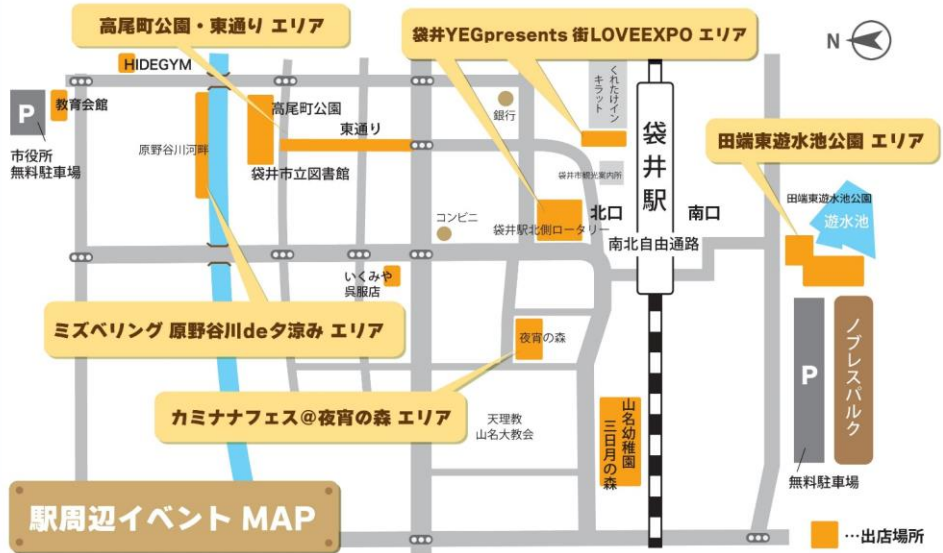 高尾町公園・東通り エリア
袋井YEGpresents 街LOVEEXPO エリア
N
HIDEGYM
くれたけイン
キラット
P
教育会館
高尾町公園
銀行
東通り
袋井駅
田端東遊水池公園 エリア
市役所
無料駐車場
原野谷川河畔
袋井市立図書館
袋井市観光案内所
田端東遊水池公園
遊水池
コンビニ
北口
南口
袋井駅北側ロータリー
南北自由通路
いくみや
呉服店
ミズベリング 原野谷川de夕涼み エリア
夜宵の森
P
ノブレスパルク
カミナナフェス@夜宵の森 エリア
天理教
山名大教会
山名幼稚園
三日月の森
無料駐車場
駅周辺イベント MAP
…出店場所